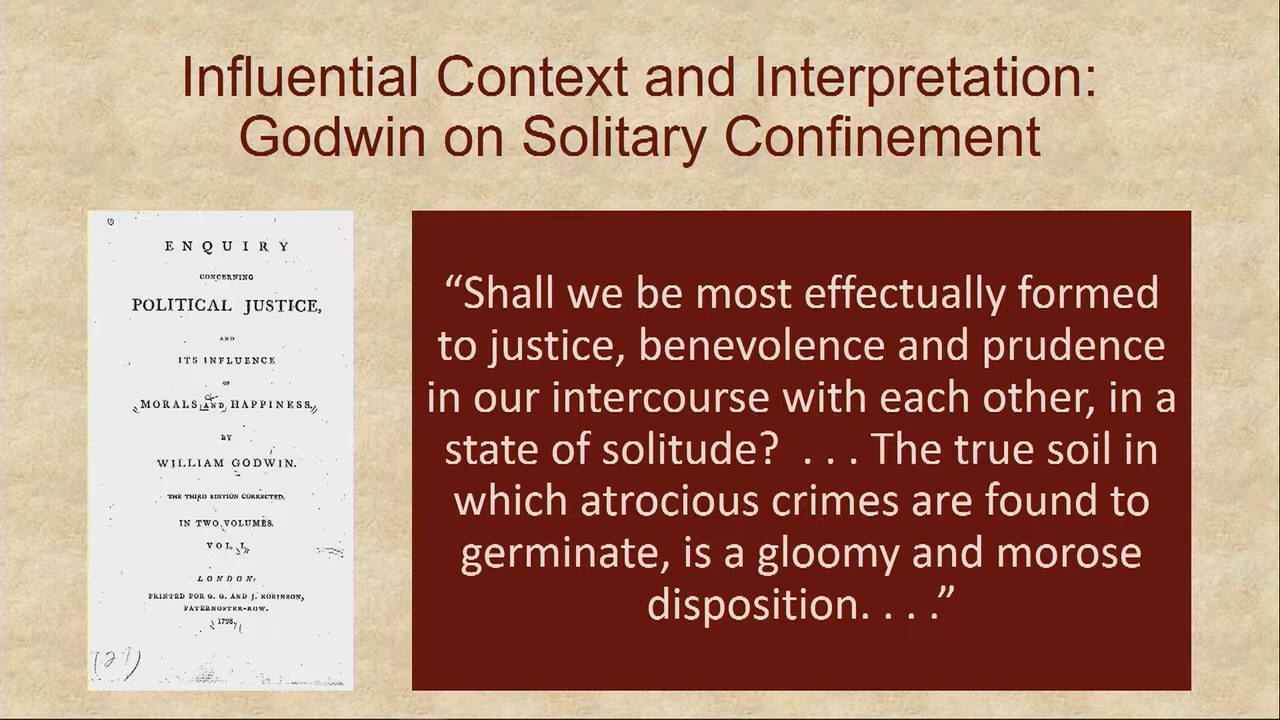 Influential Context and Interpretation:
Godwin on Solitary Confinement
ENQUIRY
CONCERNING
POLITICAL JUSTICE,
AND
ITS INFLUENCE
ON
MORALS AND HAPPINESS.
BY
WILLIAM GODWIN.
THE THIRD EDITION CORRECTED.
IN TWO VOLUMES.
VOL. I.
LONDON:
PRINTED FOR G. G. AND J. ROBINSON,
PATERNOSTER-ROW.
1798.
(27)
“Shall we be most effectually formed
to justice, benevolence and prudence
in our intercourse with each other, in a
state of solitude? . . . The true soil in
which atrocious crimes are found to
germinate, is a gloomy and morose
disposition. . . .”